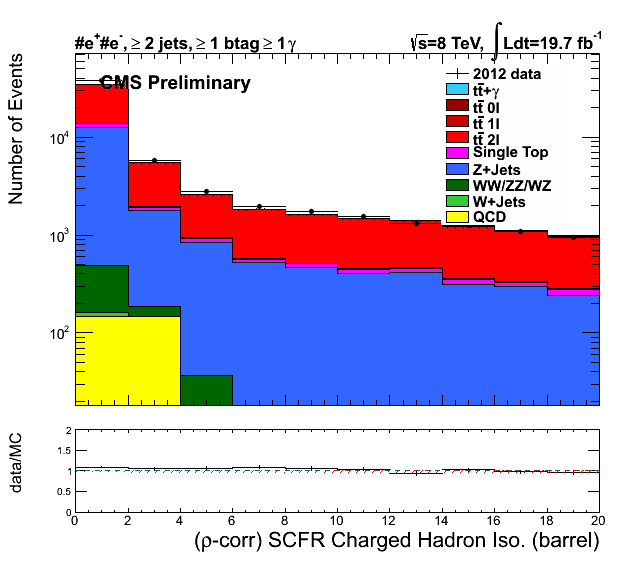 #e⁺#e⁻, ≥ 2 jets, ≥ 1 btag ≥ 1 γ
√s=8 TeV, ∫ Ldt=19.7 fb⁻¹
CMS Preliminary
Number of Events
10⁴
10³
10²
2012 data
tt̄+γ
tt̄ 0l
tt̄ 1l
tt̄ 2l
Single Top
Z+Jets
WW/ZZ/WZ
W+Jets
QCD
data/MC
2
1.5
1
0.5
0
0 2 4 6 8 10 12 14 16 18 20
(ρ-corr) SCFR Charged Hadron Iso. (barrel)